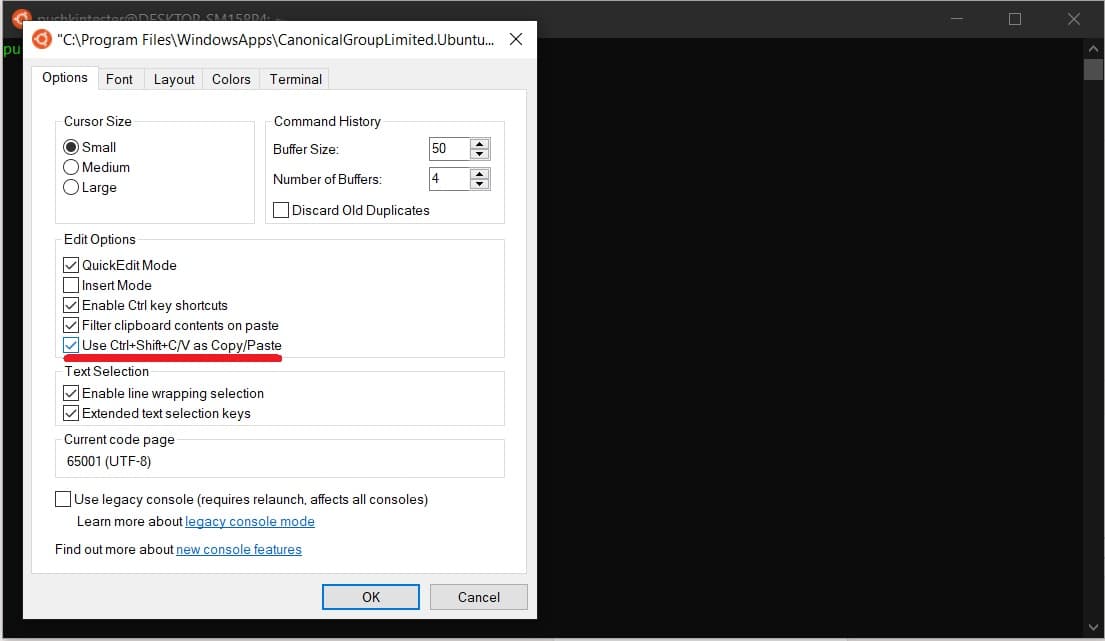 pushkintester@DESKTOP-SM158P4: ~
pu
"C:\Program Files\WindowsApps\CanonicalGroupLimited.Ubuntu...
Options Font Layout Colors Terminal
Cursor Size
Small
Medium
Large
Command History
Buffer Size: 50
Number of Buffers: 4
Discard Old Duplicates
Edit Options
QuickEdit Mode
Insert Mode
Enable Ctrl key shortcuts
Filter clipboard contents on paste
Use Ctrl+Shift+C/V as Copy/Paste
Text Selection
Enable line wrapping selection
Extended text selection keys
Current code page
65001 (UTF-8)
Use legacy console (requires relaunch, affects all consoles)
Learn more about legacy console mode
Find out more about new console features
OK Cancel